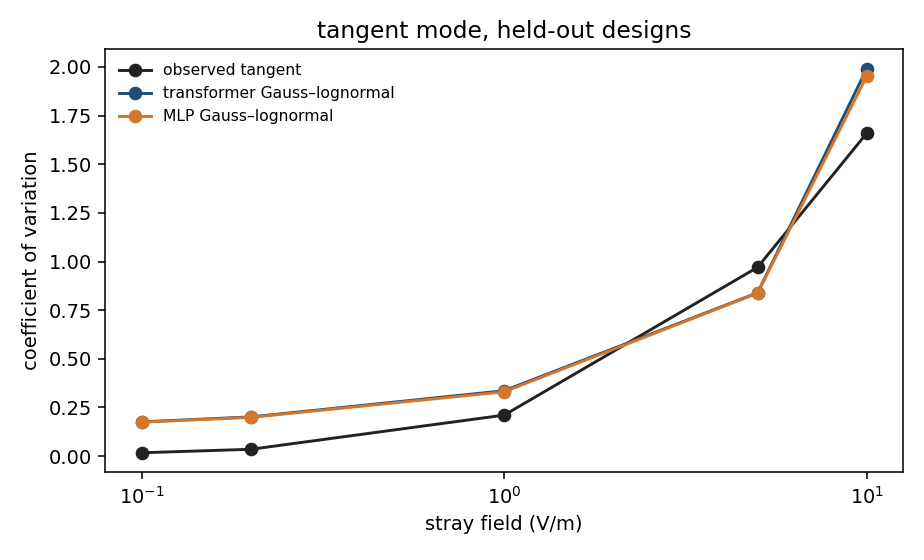 tangent mode, held-out designs
observed tangent
transformer Gauss–lognormal
MLP Gauss–lognormal
coefficient of variation
2.00
1.75
1.50
1.25
1.00
0.75
0.50
0.25
0.00
10⁻¹ 10⁰ 10¹
stray field (V/m)